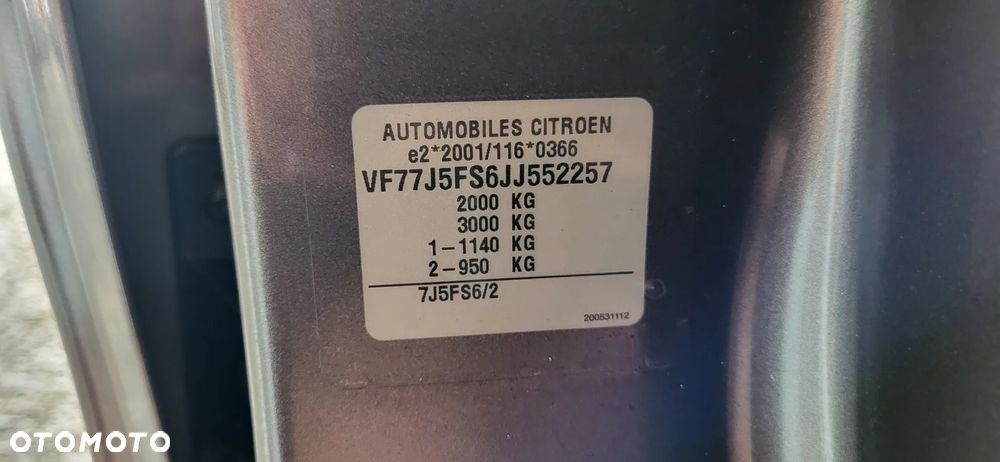 AUTOMOBILES CITROEN
e2*2001/116*0366
VF77J5FS6JJ552257
2000 KG
3000 KG
1-1140 KG
2-950 KG
7J5FS6/2
200531112
OTOMOTO